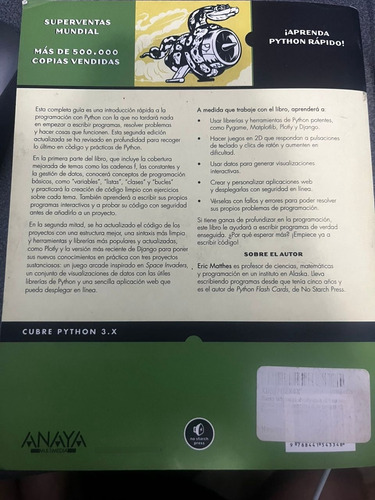 SUPERVENTAS
MUNDIAL
MÁS DE 500.000
COPIAS VENDIDAS
¡APRENDA
PYTHON RÁPIDO!
Esta completa guía es una introducción rápida a la
programación con Python con la que no tardará nada
en empezar a escribir programas, resolver problemas
y hacer cosas que funcionen. Esta segunda edición
actualizada se ha revisado en profundidad para recoger
lo último en código y prácticas de Python.
En la primera parte del libro, que incluye la cobertura
mejorada de temas como las cadenas f, las constantes y
la gestión de datos, conocerá conceptos de programación
básicos, como "variables", "listas", "clases" y "bucles"
y practicará la creación de código limpio con ejercicios
sobre cada tema. También aprenderá a escribir sus propios
programas interactivos y a probar su código con seguridad
antes de añadirlo a un proyecto.
En la segunda mitad, se ha actualizado el código de los
proyectos con una estructura mejor, una sintaxis más limpia
y herramientas y librerías más populares y actualizadas,
como Plotly y la versión más reciente de Django para poner
sus nuevos conocimientos en práctica con tres proyectos
sustanciosos: un juego arcade inspirado en Space Invaders,
un conjunto de visualizaciones de datos con las útiles
librerías de Python y una sencilla aplicación web que
pueda desplegar en línea.
A medida que trabaje con el libro, aprenderá a:
• Usar librerías y herramientas de Python potentes,
como Pygame, Matplotlib, Plotly y Django.
• Hacer juegos en 2D que respondan a pulsaciones
de teclado y clics de ratón y aumenten en
dificultad.
• Usar datos para generar visualizaciones
interactivas.
• Crear y personalizar aplicaciones web
y desplegarlas con seguridad en línea.
• Vérselas con fallos y errores para poder resolver
sus propios problemas de programación.
Si tiene ganas de profundizar en la programación,
este libro le ayudará a escribir programas de verdad
enseguida. ¿Por qué esperar más? ¡Empiece ya a
escribir código!
SOBRE EL AUTOR
Eric Matthes es profesor de ciencias, matemáticas
y programación en un instituto en Alaska. Lleva
escribiendo programas desde que tenía cinco años y
es el autor de Python Flash Cards, de No Starch Press.
CUBRE PYTHON 3.X
ANAYA
MULTIMEDIA
no starch
press